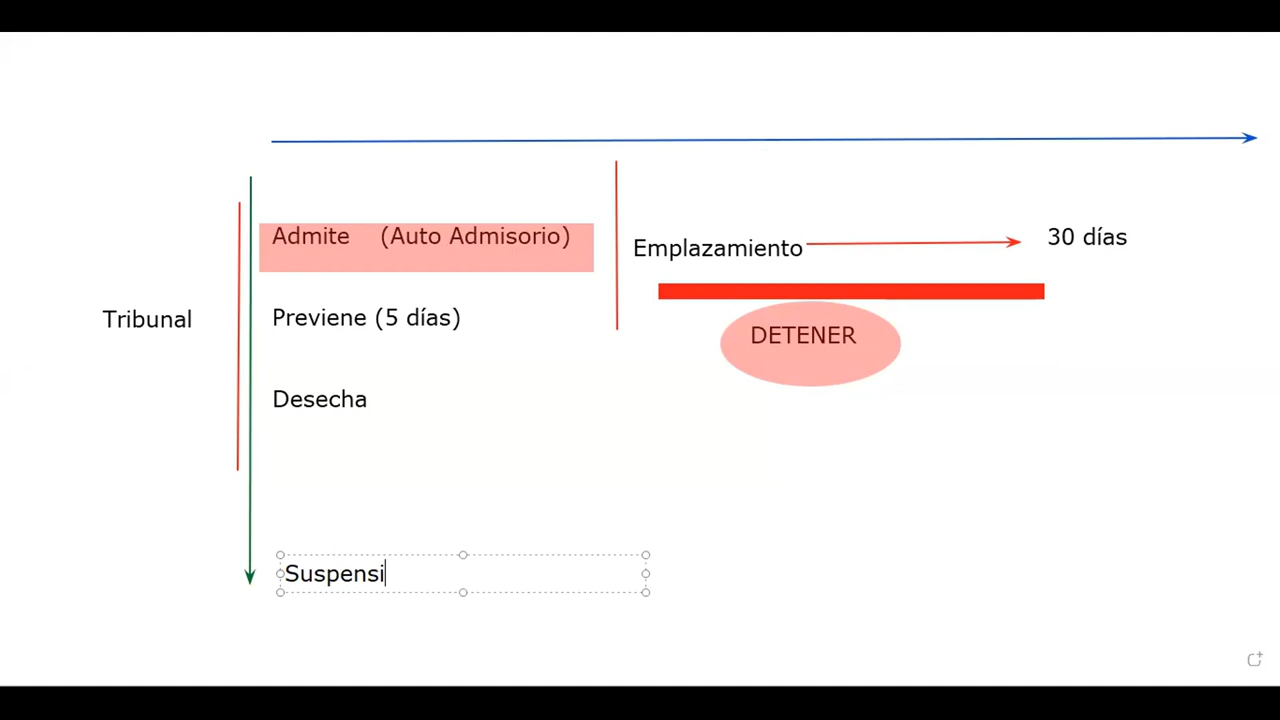 Admite (Auto Admisorio)
Emplazamiento
30 días
Tribunal
Previene (5 días)
DETENER
Desecha
Suspensi